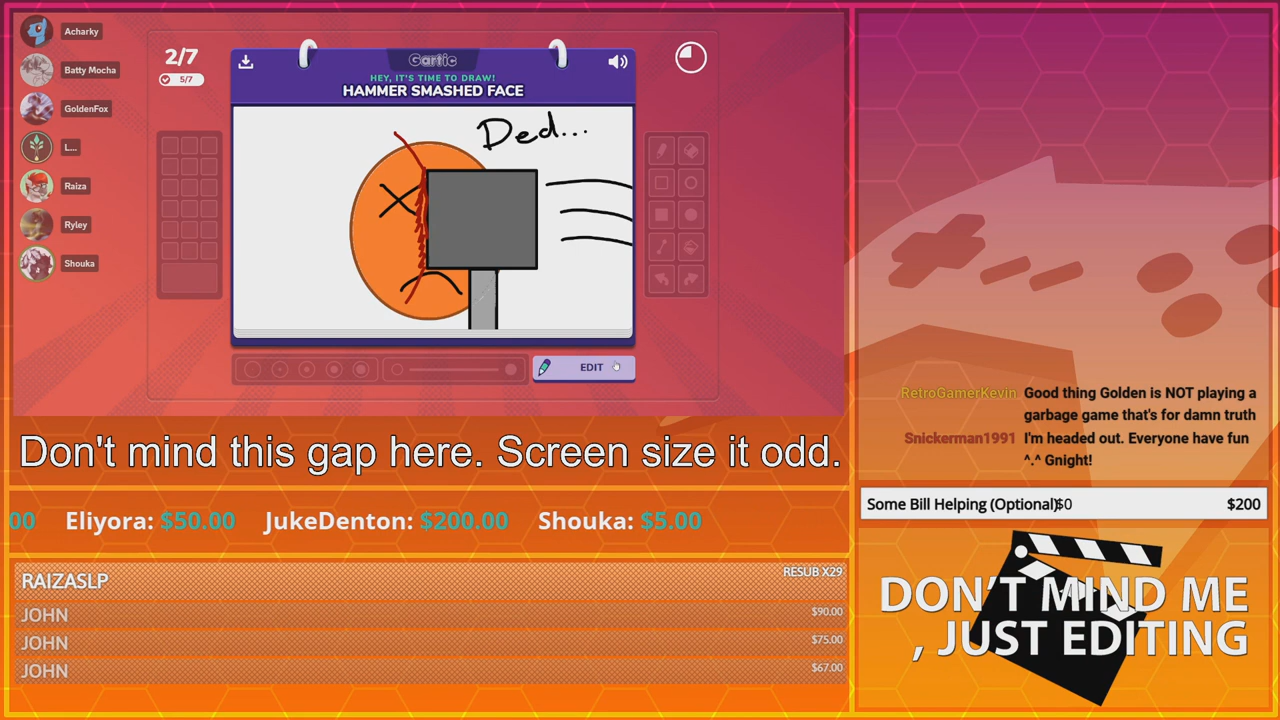 Acharky
Batty Mocha
GoldenFox
L...
Raiza
Ryley
Shouka
2/7
5/7
Gartic
HEY, IT'S TIME TO DRAW!
HAMMER SMASHED FACE
Ded...
EDIT
Don't mind this gap here. Screen size it odd.
00 Eliyora: $50.00 JukeDenton: $200.00 Shouka: $5.00
RAIZASLP RESUB X29
JOHN $90.00
JOHN $75.00
JOHN $67.00
RetroGamerKevin Good thing Golden is NOT playing a
garbage game that's for damn truth
Snickerman1991 I'm headed out. Everyone have fun
^.^ Gnight!
Some Bill Helping (Optional) $0 $200
DON'T MIND ME
, JUST EDITING